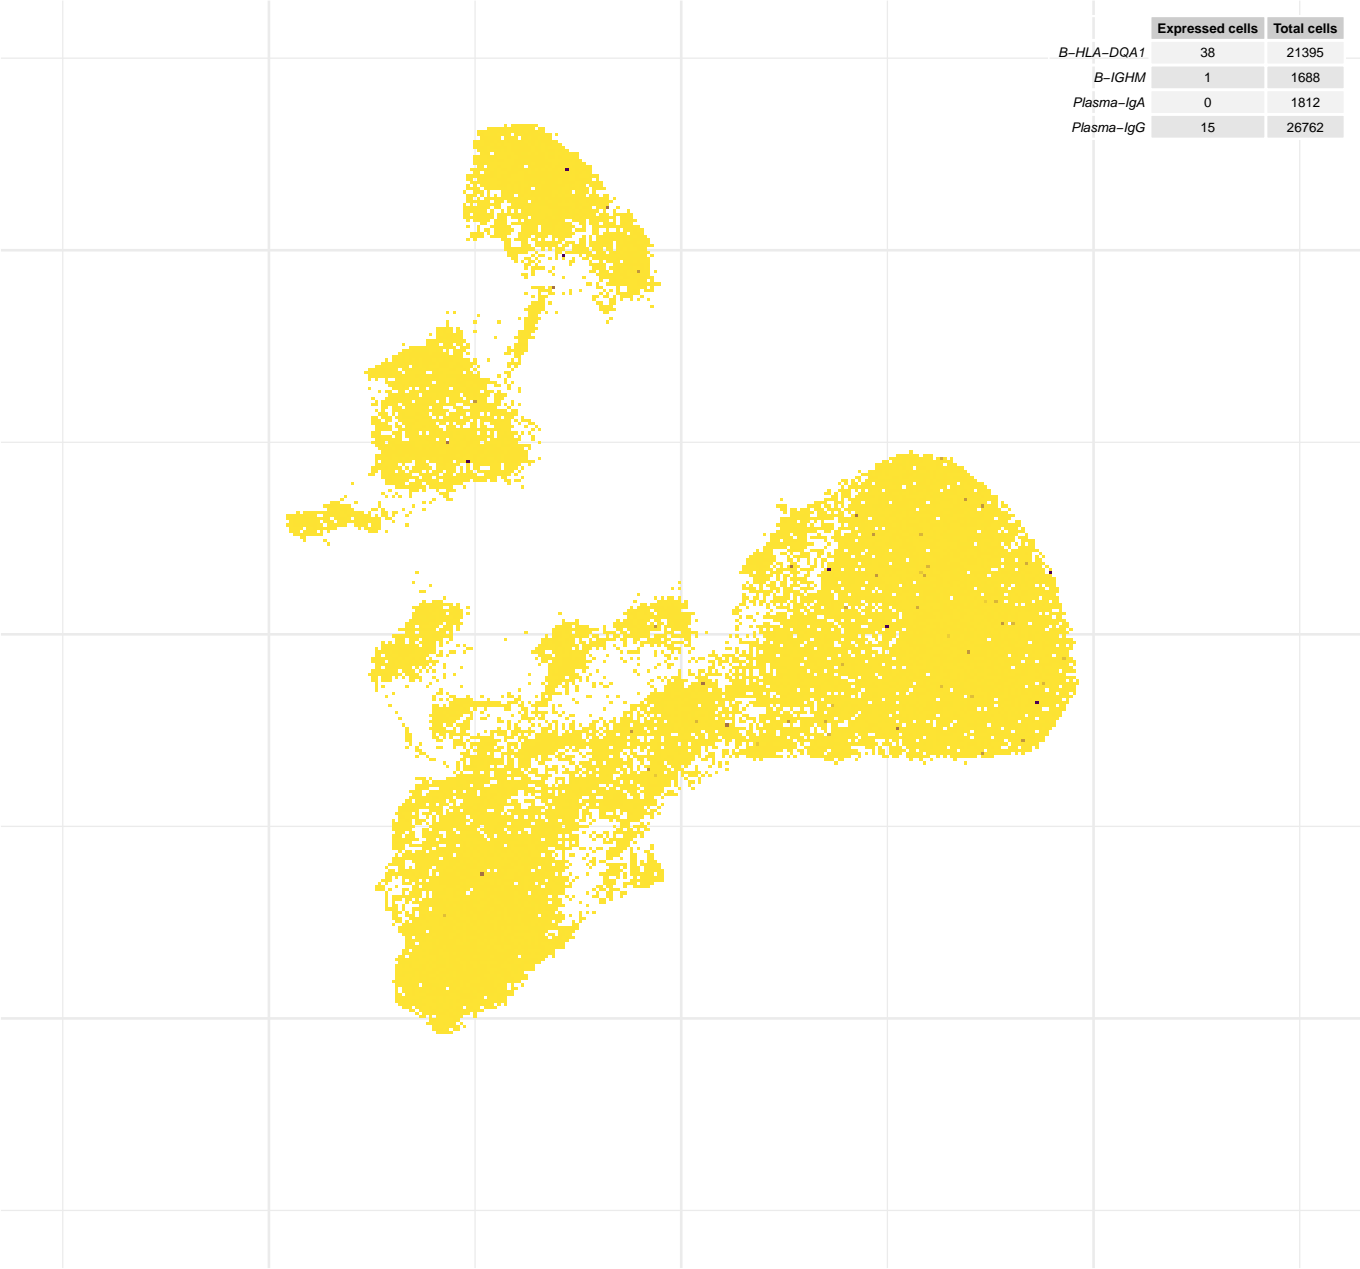 Expressed cells Total cells
B−HLA−DQA1 38 21395
B−IGHM 1 1688
Plasma−IgA 0 1812
Plasma−IgG 15 26762